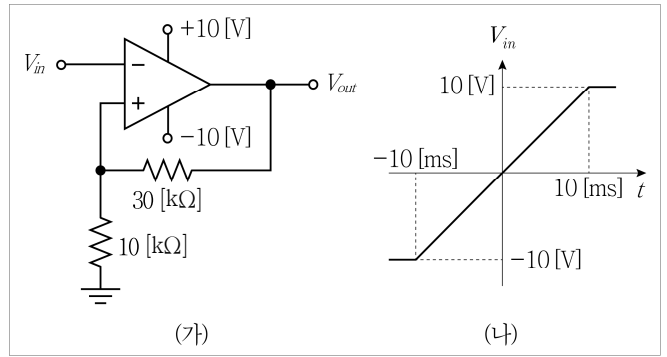 +10 [V]
V_in
−
+
V_out
−10 [V]
30 [kΩ]
10 [kΩ]
(가)
V_in
10 [V]
−10 [ms]
10 [ms]
t
−10 [V]
(나)